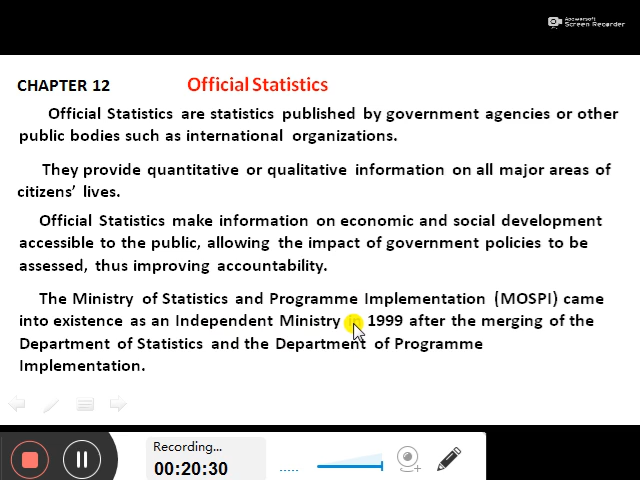 Apowersoft
Screen Recorder
CHAPTER 12 Official Statistics
Official Statistics are statistics published by government agencies or other
public bodies such as international organizations.
They provide quantitative or qualitative information on all major areas of
citizens’ lives.
Official Statistics make information on economic and social development
accessible to the public, allowing the impact of government policies to be
assessed, thus improving accountability.
The Ministry of Statistics and Programme Implementation (MOSPI) came
into existence as an Independent Ministry in 1999 after the merging of the
Department of Statistics and the Department of Programme
Implementation.
Recording...
00:20:30